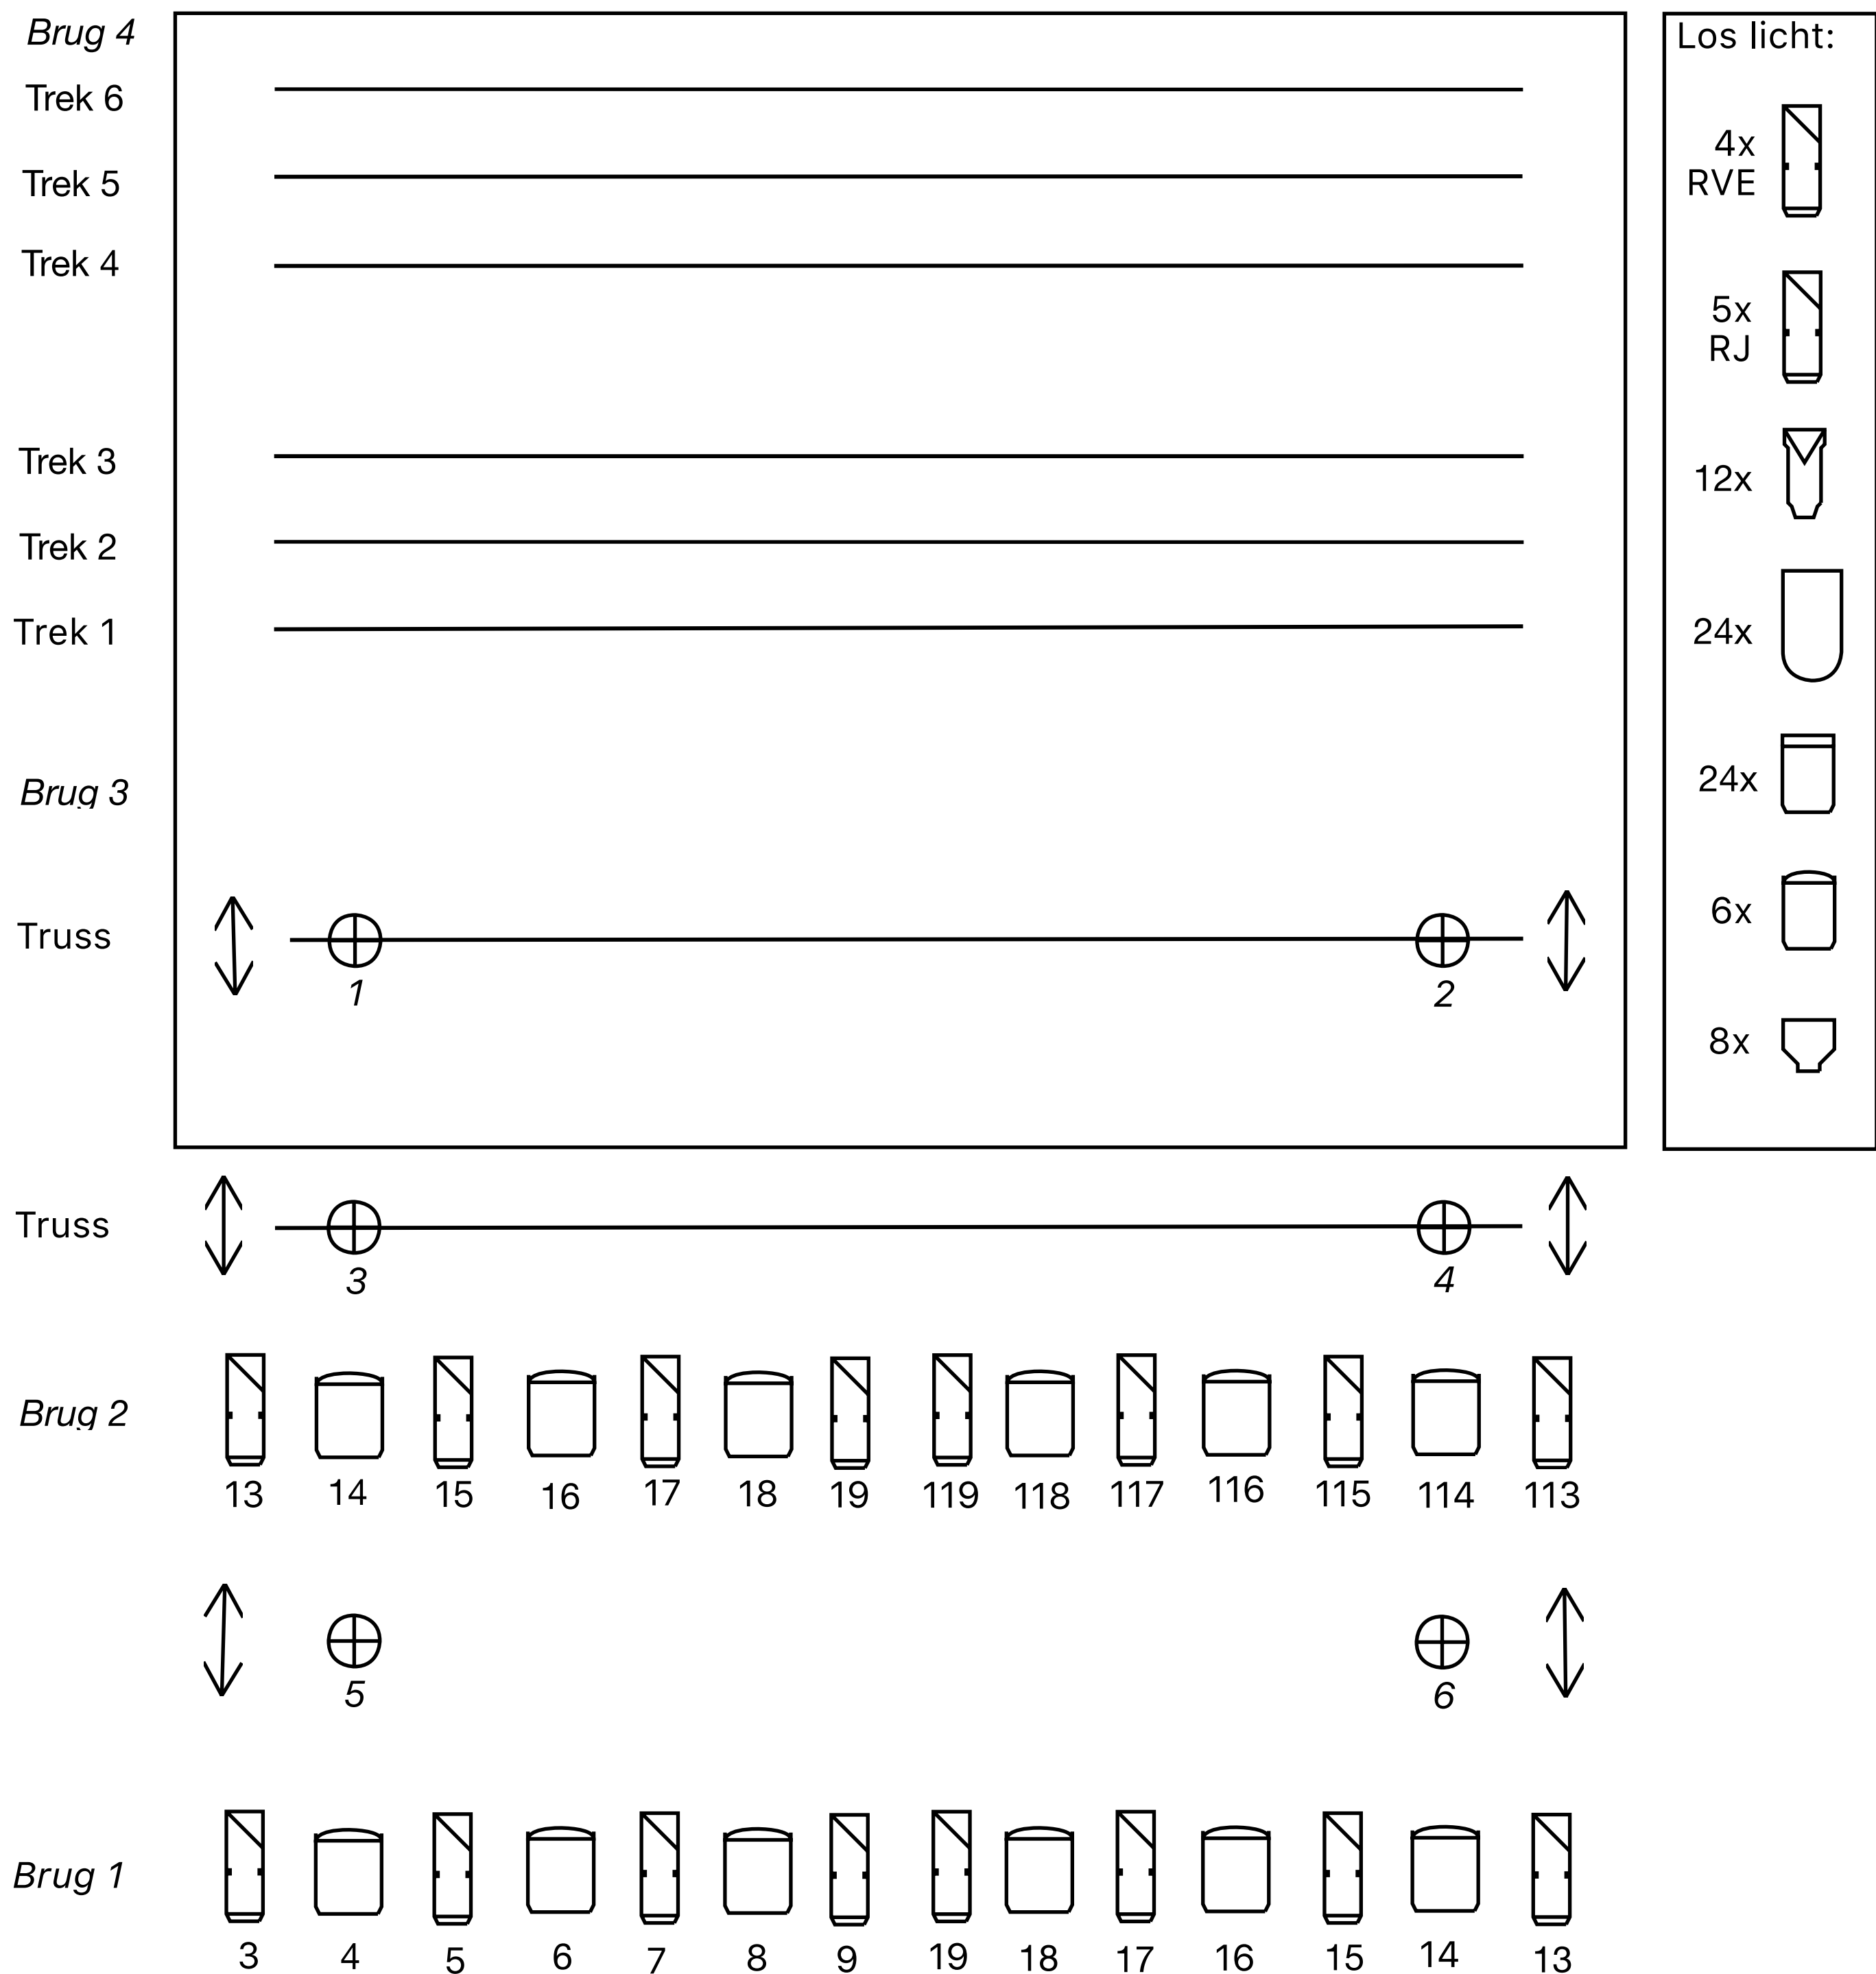 Brug 4
Los licht:
Trek 6
4x
RVE
Trek 5
Trek 4
5x
RJ
Trek 3
12x
Trek 2
Trek 1
24x
Brug 3
24x
6x
Truss
1
2
8x
Truss
3
4
Brug 2
13 14 15 16 17 18 19 119 118 117 116 115 114 113
5
6
Brug 1
3 4 5 6 7 8 9 19 18 17 16 15 14 13